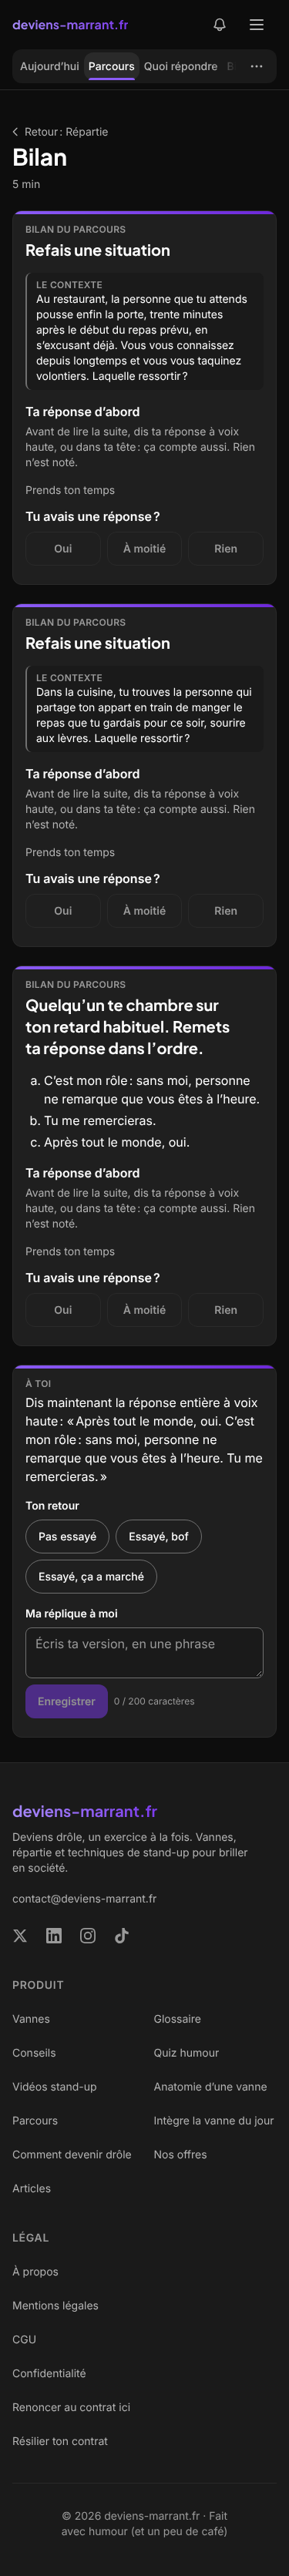 deviens-marrant.fr
Aujourd’hui Parcours Quoi répondre
Retour : Répartie
Bilan
5 min
BILAN DU PARCOURS
Refais une situation
LE CONTEXTE
Au restaurant, la personne que tu attends
pousse enfin la porte, trente minutes
après le début du repas prévu, en
s’excusant déjà. Vous vous connaissez
depuis longtemps et vous vous taquinez
volontiers. Laquelle ressortir ?
Ta réponse d’abord
Avant de lire la suite, dis ta réponse à voix
haute, ou dans ta tête : ça compte aussi. Rien
n’est noté.
Prends ton temps
Tu avais une réponse ?
Oui À moitié Rien
BILAN DU PARCOURS
Refais une situation
LE CONTEXTE
Dans la cuisine, tu trouves la personne qui
partage ton appart en train de manger le
repas que tu gardais pour ce soir, sourire
aux lèvres. Laquelle ressortir ?
Ta réponse d’abord
Avant de lire la suite, dis ta réponse à voix
haute, ou dans ta tête : ça compte aussi. Rien
n’est noté.
Prends ton temps
Tu avais une réponse ?
Oui À moitié Rien
BILAN DU PARCOURS
Quelqu’un te chambre sur
ton retard habituel. Remets
ta réponse dans l’ordre.
a. C’est mon rôle : sans moi, personne
ne remarque que vous êtes à l’heure.
b. Tu me remercieras.
c. Après tout le monde, oui.
Ta réponse d’abord
Avant de lire la suite, dis ta réponse à voix
haute, ou dans ta tête : ça compte aussi. Rien
n’est noté.
Prends ton temps
Tu avais une réponse ?
Oui À moitié Rien
À TOI
Dis maintenant la réponse entière à voix
haute : « Après tout le monde, oui. C’est
mon rôle : sans moi, personne ne
remarque que vous êtes à l’heure. Tu me
remercieras. »
Ton retour
Pas essayé Essayé, bof
Essayé, ça a marché
Ma réplique à moi
Écris ta version, en une phrase
Enregistrer 0 / 200 caractères
deviens-marrant.fr
Deviens drôle, un exercice à la fois. Vannes,
répartie et techniques de stand-up pour briller
en société.
contact@deviens-marrant.fr
PRODUIT
Vannes Glossaire
Conseils Quiz humour
Vidéos stand-up Anatomie d’une vanne
Parcours Intègre la vanne du jour
Comment devenir drôle Nos offres
Articles
LÉGAL
À propos
Mentions légales
CGU
Confidentialité
Renoncer au contrat ici
Résilier ton contrat
© 2026 deviens-marrant.fr · Fait
avec humour (et un peu de café)